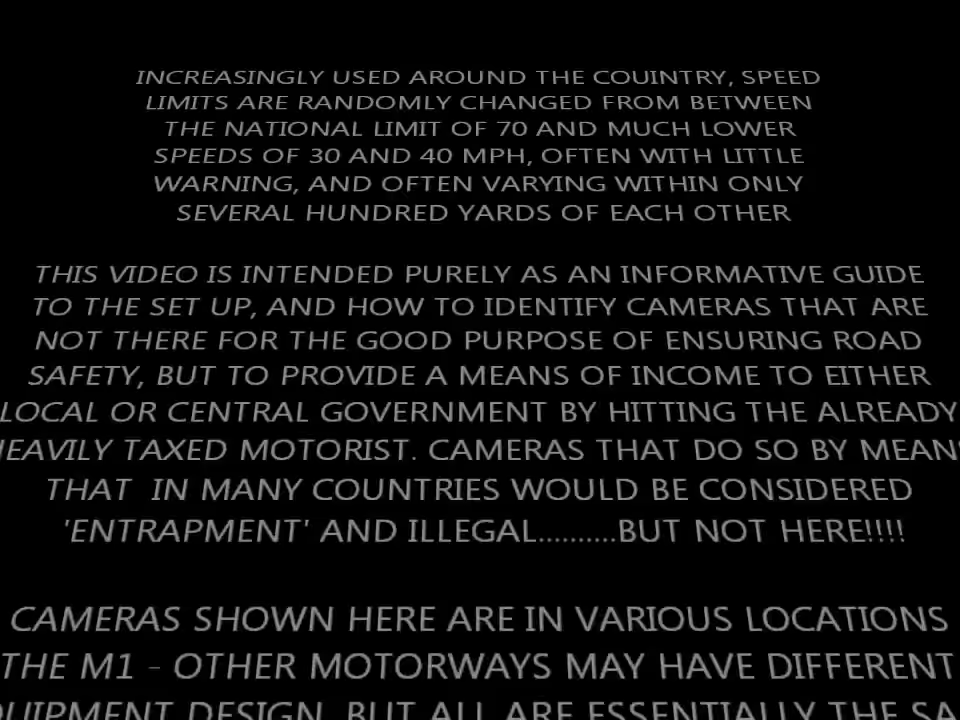 INCREASINGLY USED AROUND THE COUINTRY, SPEED
LIMITS ARE RANDOMLY CHANGED FROM BETWEEN
THE NATIONAL LIMIT OF 70 AND MUCH LOWER
SPEEDS OF 30 AND 40 MPH, OFTEN WITH LITTLE
WARNING, AND OFTEN VARYING WITHIN ONLY
SEVERAL HUNDRED YARDS OF EACH OTHER
THIS VIDEO IS INTENDED PURELY AS AN INFORMATIVE GUIDE
TO THE SET UP, AND HOW TO IDENTIFY CAMERAS THAT ARE
NOT THERE FOR THE GOOD PURPOSE OF ENSURING ROAD
SAFETY, BUT TO PROVIDE A MEANS OF INCOME TO EITHER
LOCAL OR CENTRAL GOVERNMENT BY HITTING THE ALREADY
TAXED MOTORIST. CAMERAS THAT DO SO BY
THAT IN MANY COUNTRIES WOULD BE CONSIDERED
'ENTRAPMENT' AND ILLEGAL..........BUT NOT HERE!!!!
CAMERAS SHOWN HERE ARE IN VARIOUS LOCATIONS
THE M1 - OTHER MOTORWAYS MAY HAVE DIFFERENT
DESIGN, BUT ALL ARE ESSENTIALLY THE